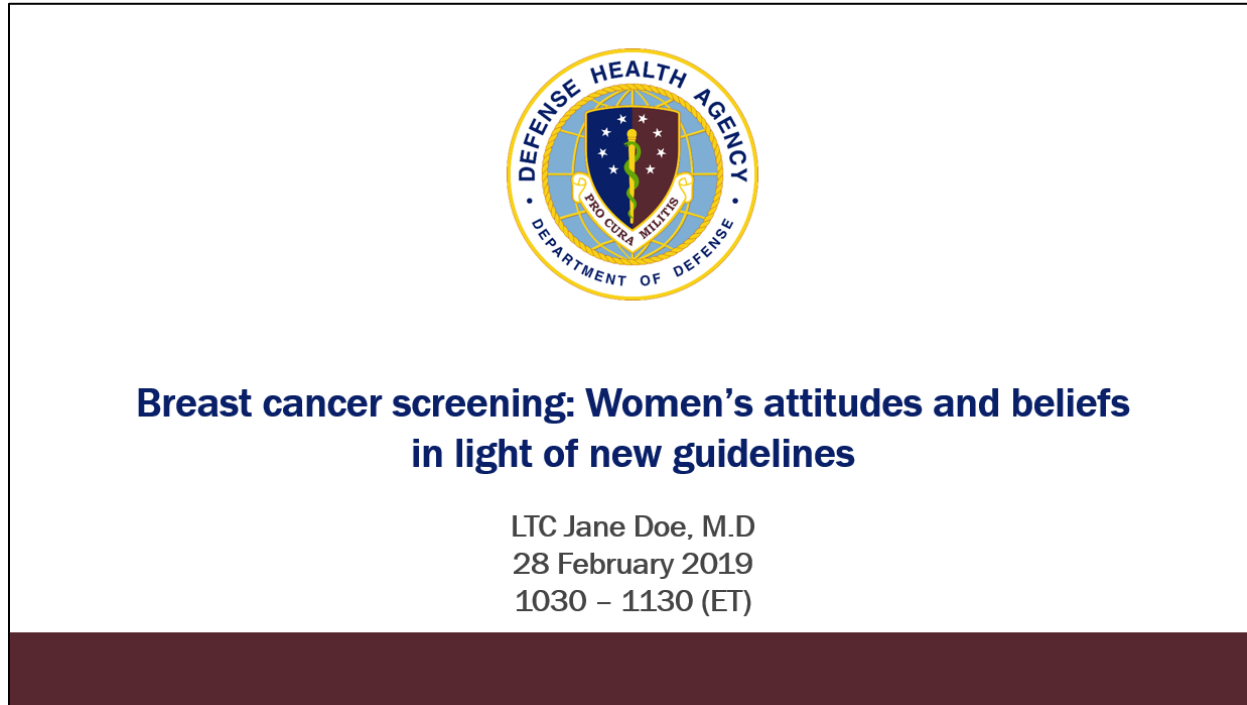 DEFENSE HEALTH AGENCY
PRO CURA MILITIS
DEPARTMENT OF DEFENSE
Breast cancer screening: Women’s attitudes and beliefs
in light of new guidelines
LTC Jane Doe, M.D
28 February 2019
1030 – 1130 (ET)